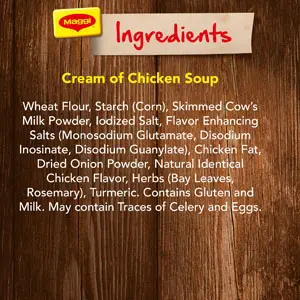 Maggi
Ingredients
Cream of Chicken Soup
Wheat Flour, Starch (Corn), Skimmed Cow's
Milk Powder, Iodized Salt, Flavor Enhancing
Salts (Monosodium Glutamate, Disodium
Inosinate, Disodium Guanylate), Chicken Fat,
Dried Onion Powder, Natural Identical
Chicken Flavor, Herbs (Bay Leaves,
Rosemary), Turmeric. Contains Gluten and
Milk. May contain Traces of Celery and Eggs.